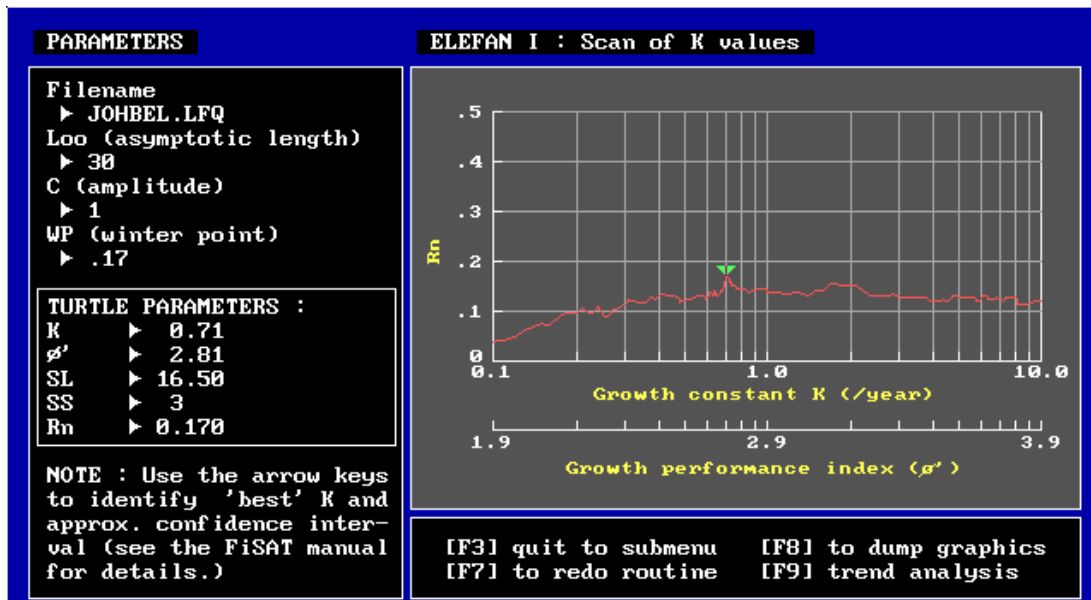 PARAMETERS
Filename
► JOHBEL.LFQ
Loo (asymptotic length)
► 30
C (amplitude)
► 1
WP (winter point)
► .17
TURTLE PARAMETERS :
K ► 0.71
ø' ► 2.81
SL ► 16.50
SS ► 3
Rn ► 0.170
NOTE : Use the arrow keys
to identify 'best' K and
approx. confidence inter-
val (see the FiSAT manual
for details.)
ELEFAN I : Scan of K values
.5
.4
.3
.2
.1
0
Rn
0.1 1.0 10.0
Growth constant K (/year)
1.9 2.9 3.9
Growth performance index (ø')
[F3] quit to submenu [F8] to dump graphics
[F7] to redo routine [F9] trend analysis